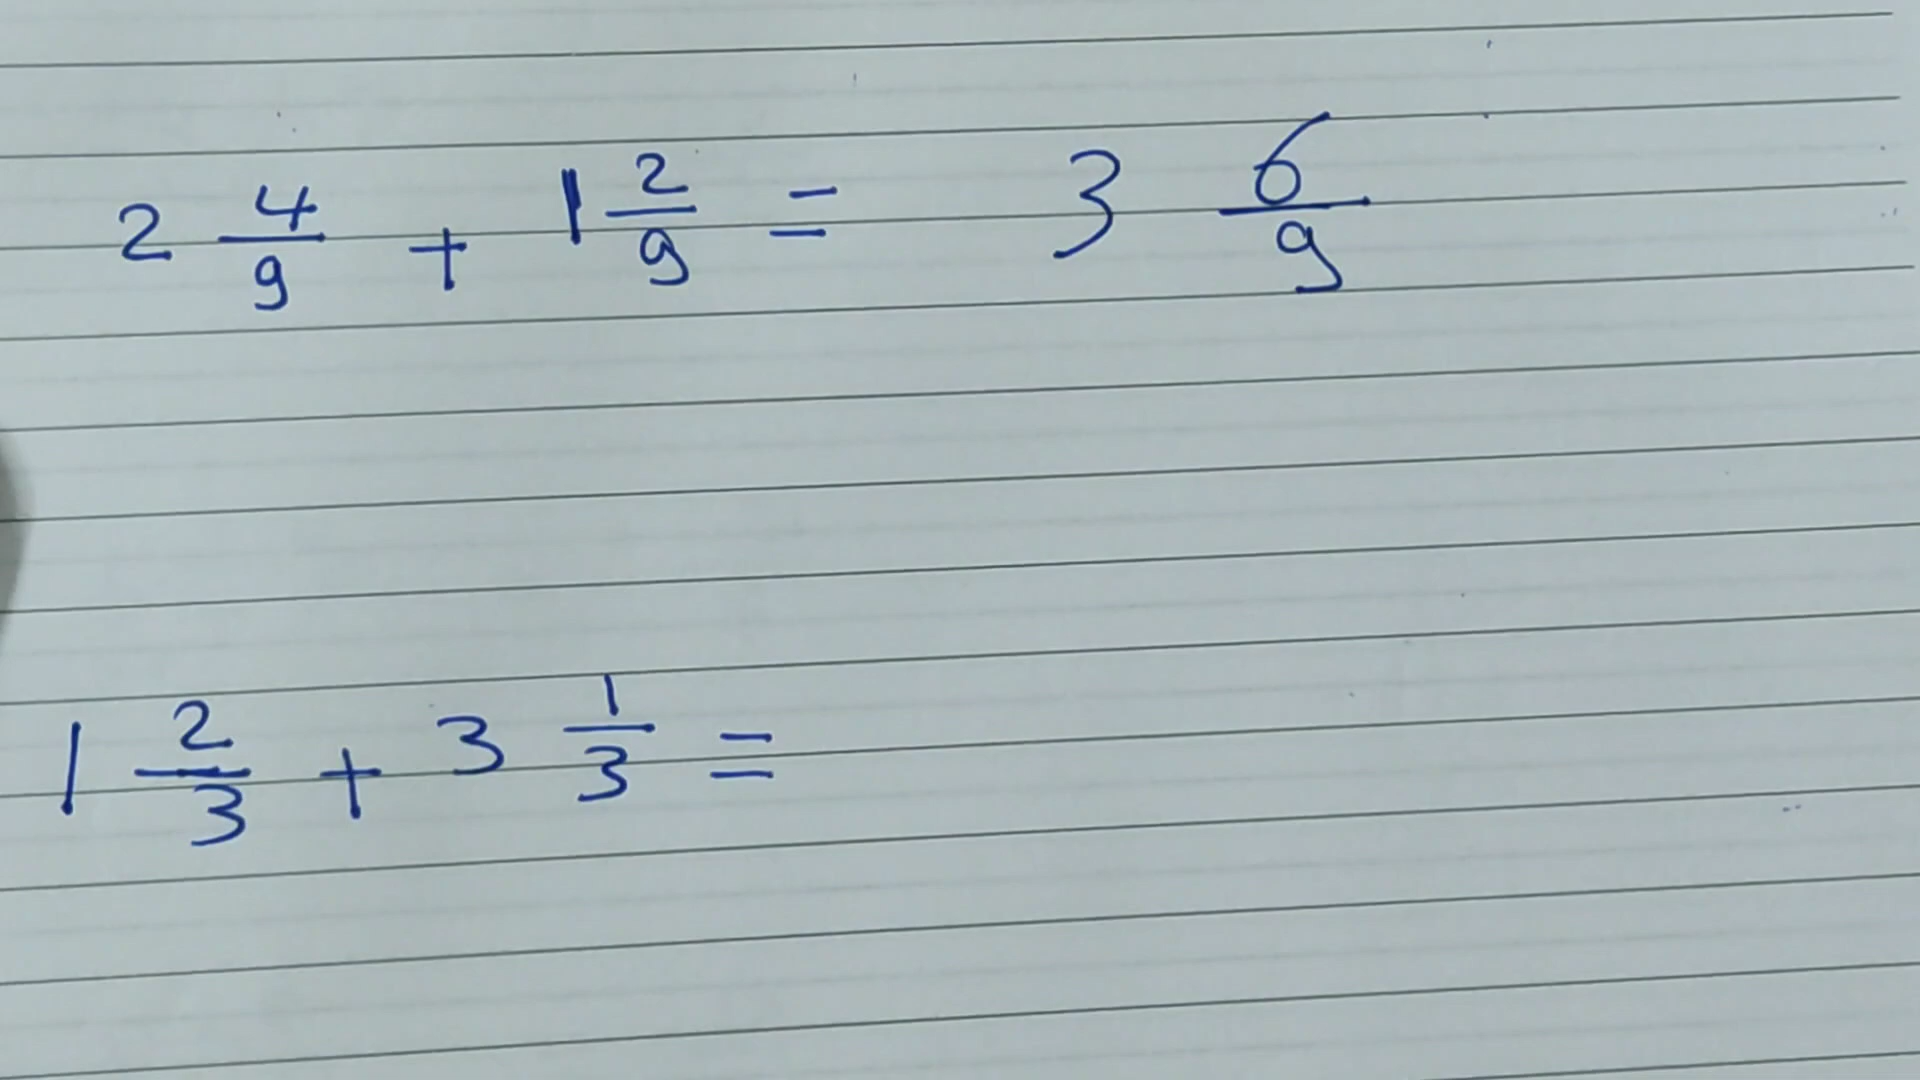 2 4/9 + 1 2/9 = 3 6/9
1 2/3 + 3 1/3 =